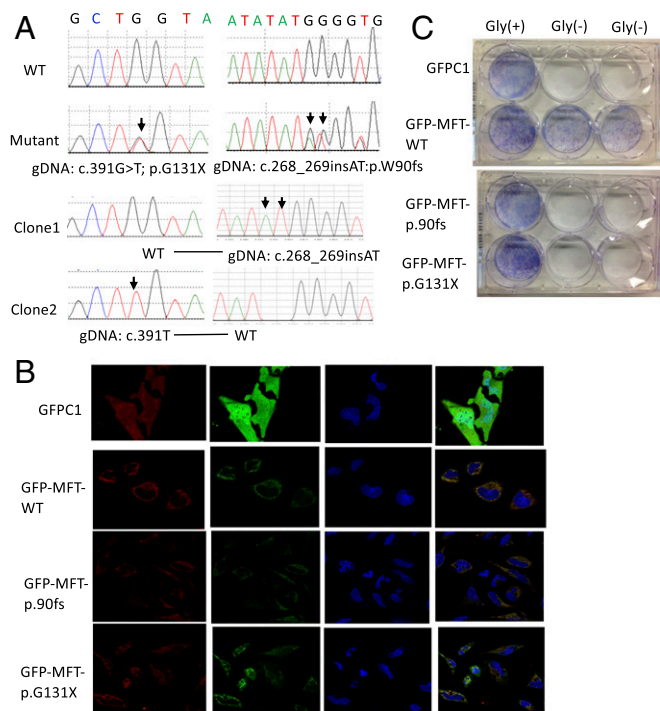 A
G C T G G T A A T A T A T G G G G T G
WT
Mutant
gDNA: c.391G>T; p.G131X gDNA: c.268_269insAT:p.W90fs
Clone1
WT gDNA: c.268_269insAT
Clone2
gDNA: c.391T WT
B
GFPC1
GFP-MFT-
WT
GFP-MFT-
p.90fs
GFP-MFT-
p.G131X
C
Gly(+) Gly(-) Gly(-)
GFPC1
GFP-MFT-
WT
GFP-MFT-
p.90fs
GFP-MFT-
p.G131X